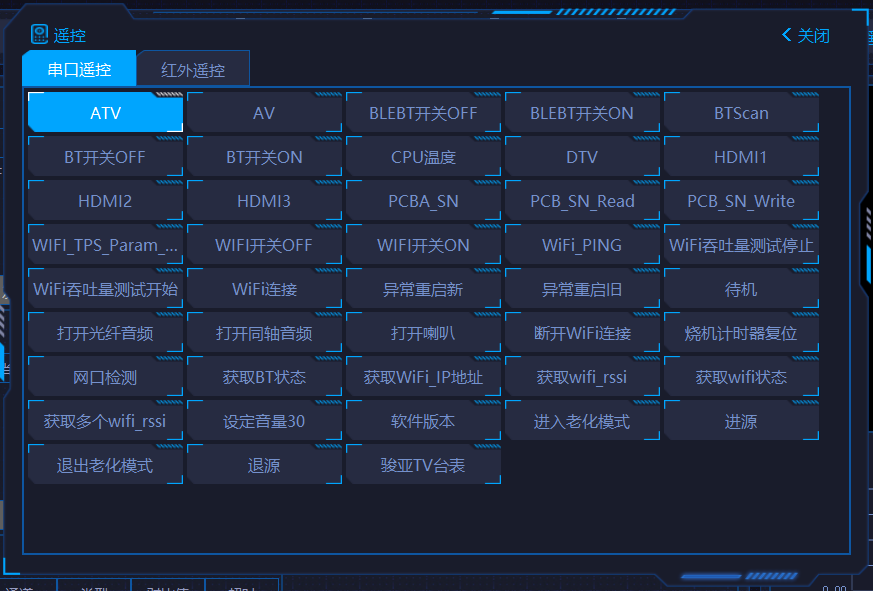 遥控
关闭
串口遥控 红外遥控
ATV AV BLEBT开关OFF BLEBT开关ON BTScan
BT开关OFF BT开关ON CPU温度 DTV HDMI1
HDMI2 HDMI3 PCBA_SN PCB_SN_Read PCB_SN_Write
WIFI_TPS_Param_... WIFI开关OFF WIFI开关ON WiFi_PING WiFi吞吐量测试停止
WiFi吞吐量测试开始 WiFi连接 异常重启新 异常重启旧 待机
打开光纤音频 打开同轴音频 打开喇叭 断开WiFi连接 烧机计时器复位
网口检测 获取BT状态 获取WiFi_IP地址 获取wifi_rssi 获取wifi状态
获取多个wifi_rssi 设定音量30 软件版本 进入老化模式 进源
退出老化模式 退源 骏亚TV台表